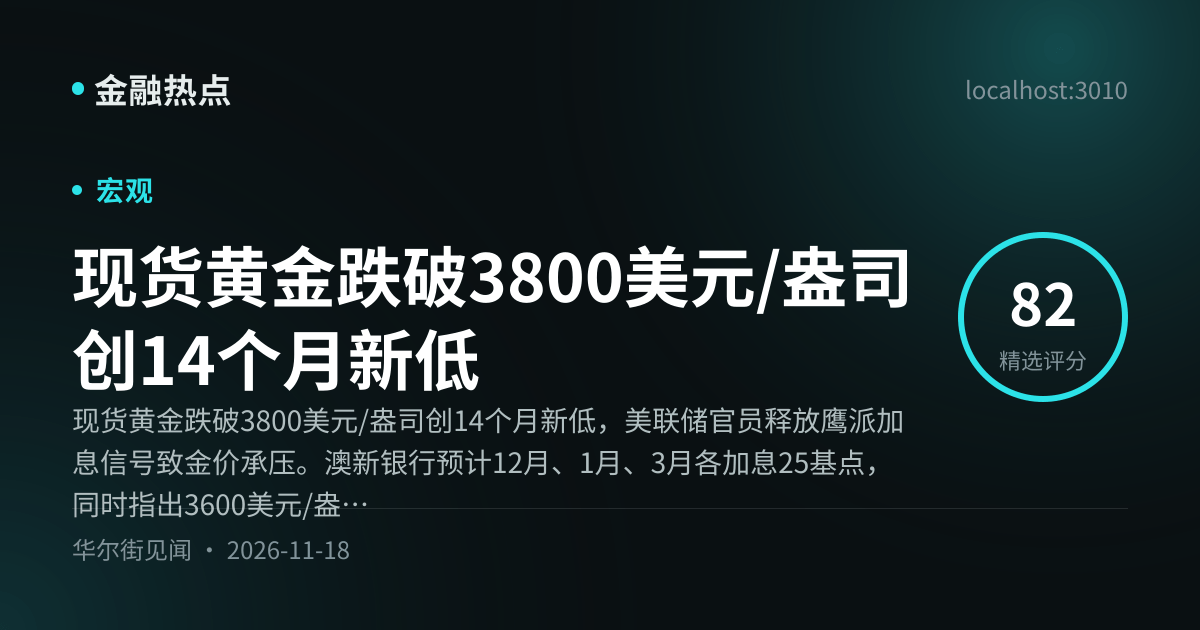 金融热点
localhost:3010
宏观
现货黄金跌破3800美元/盎司
创14个月新低
82
精选评分
现货黄金跌破3800美元/盎司创14个月新低，美联储官员释放鹰派加
息信号致金价承压。澳新银行预计12月、1月、3月各加息25基点，
同时指出3600美元/盎…
华尔街见闻 • 2026-11-18